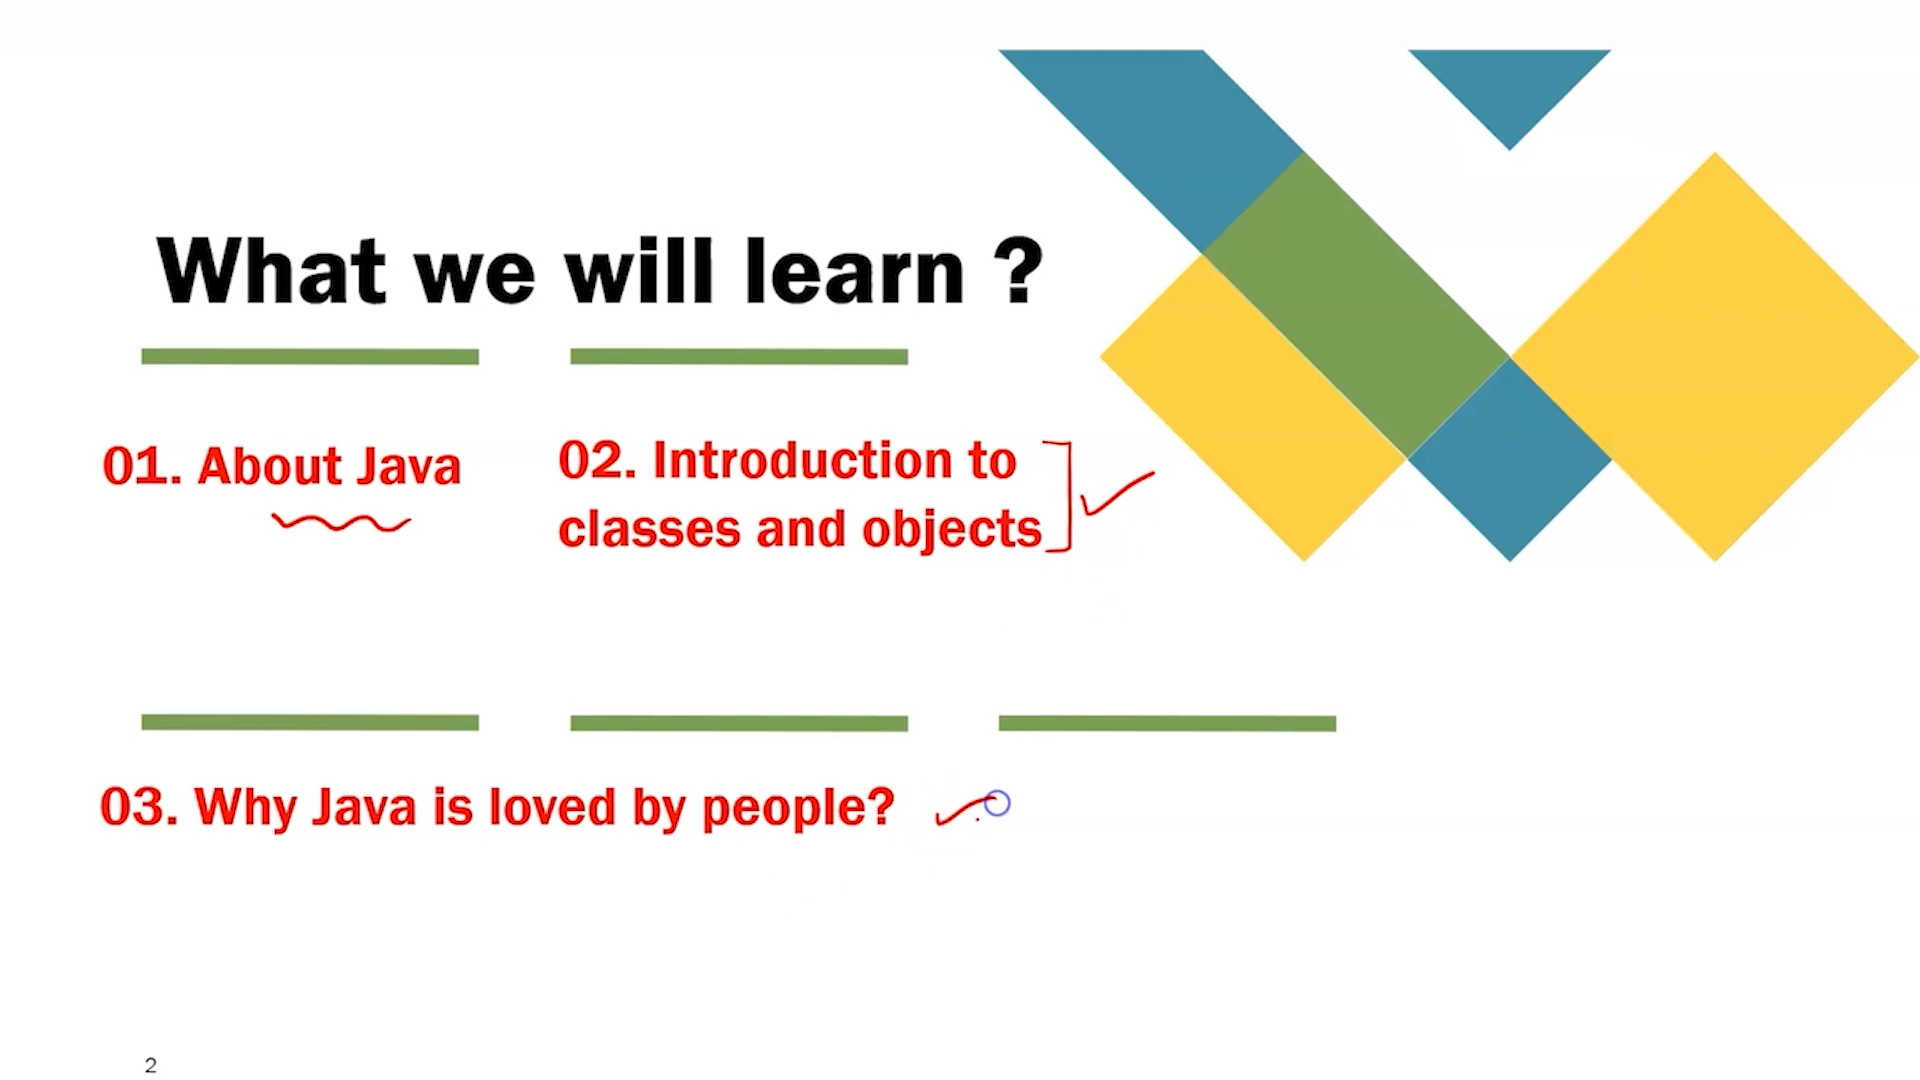 What we will learn ?
01. About Java
02. Introduction to
classes and objects
03. Why Java is loved by people?
2